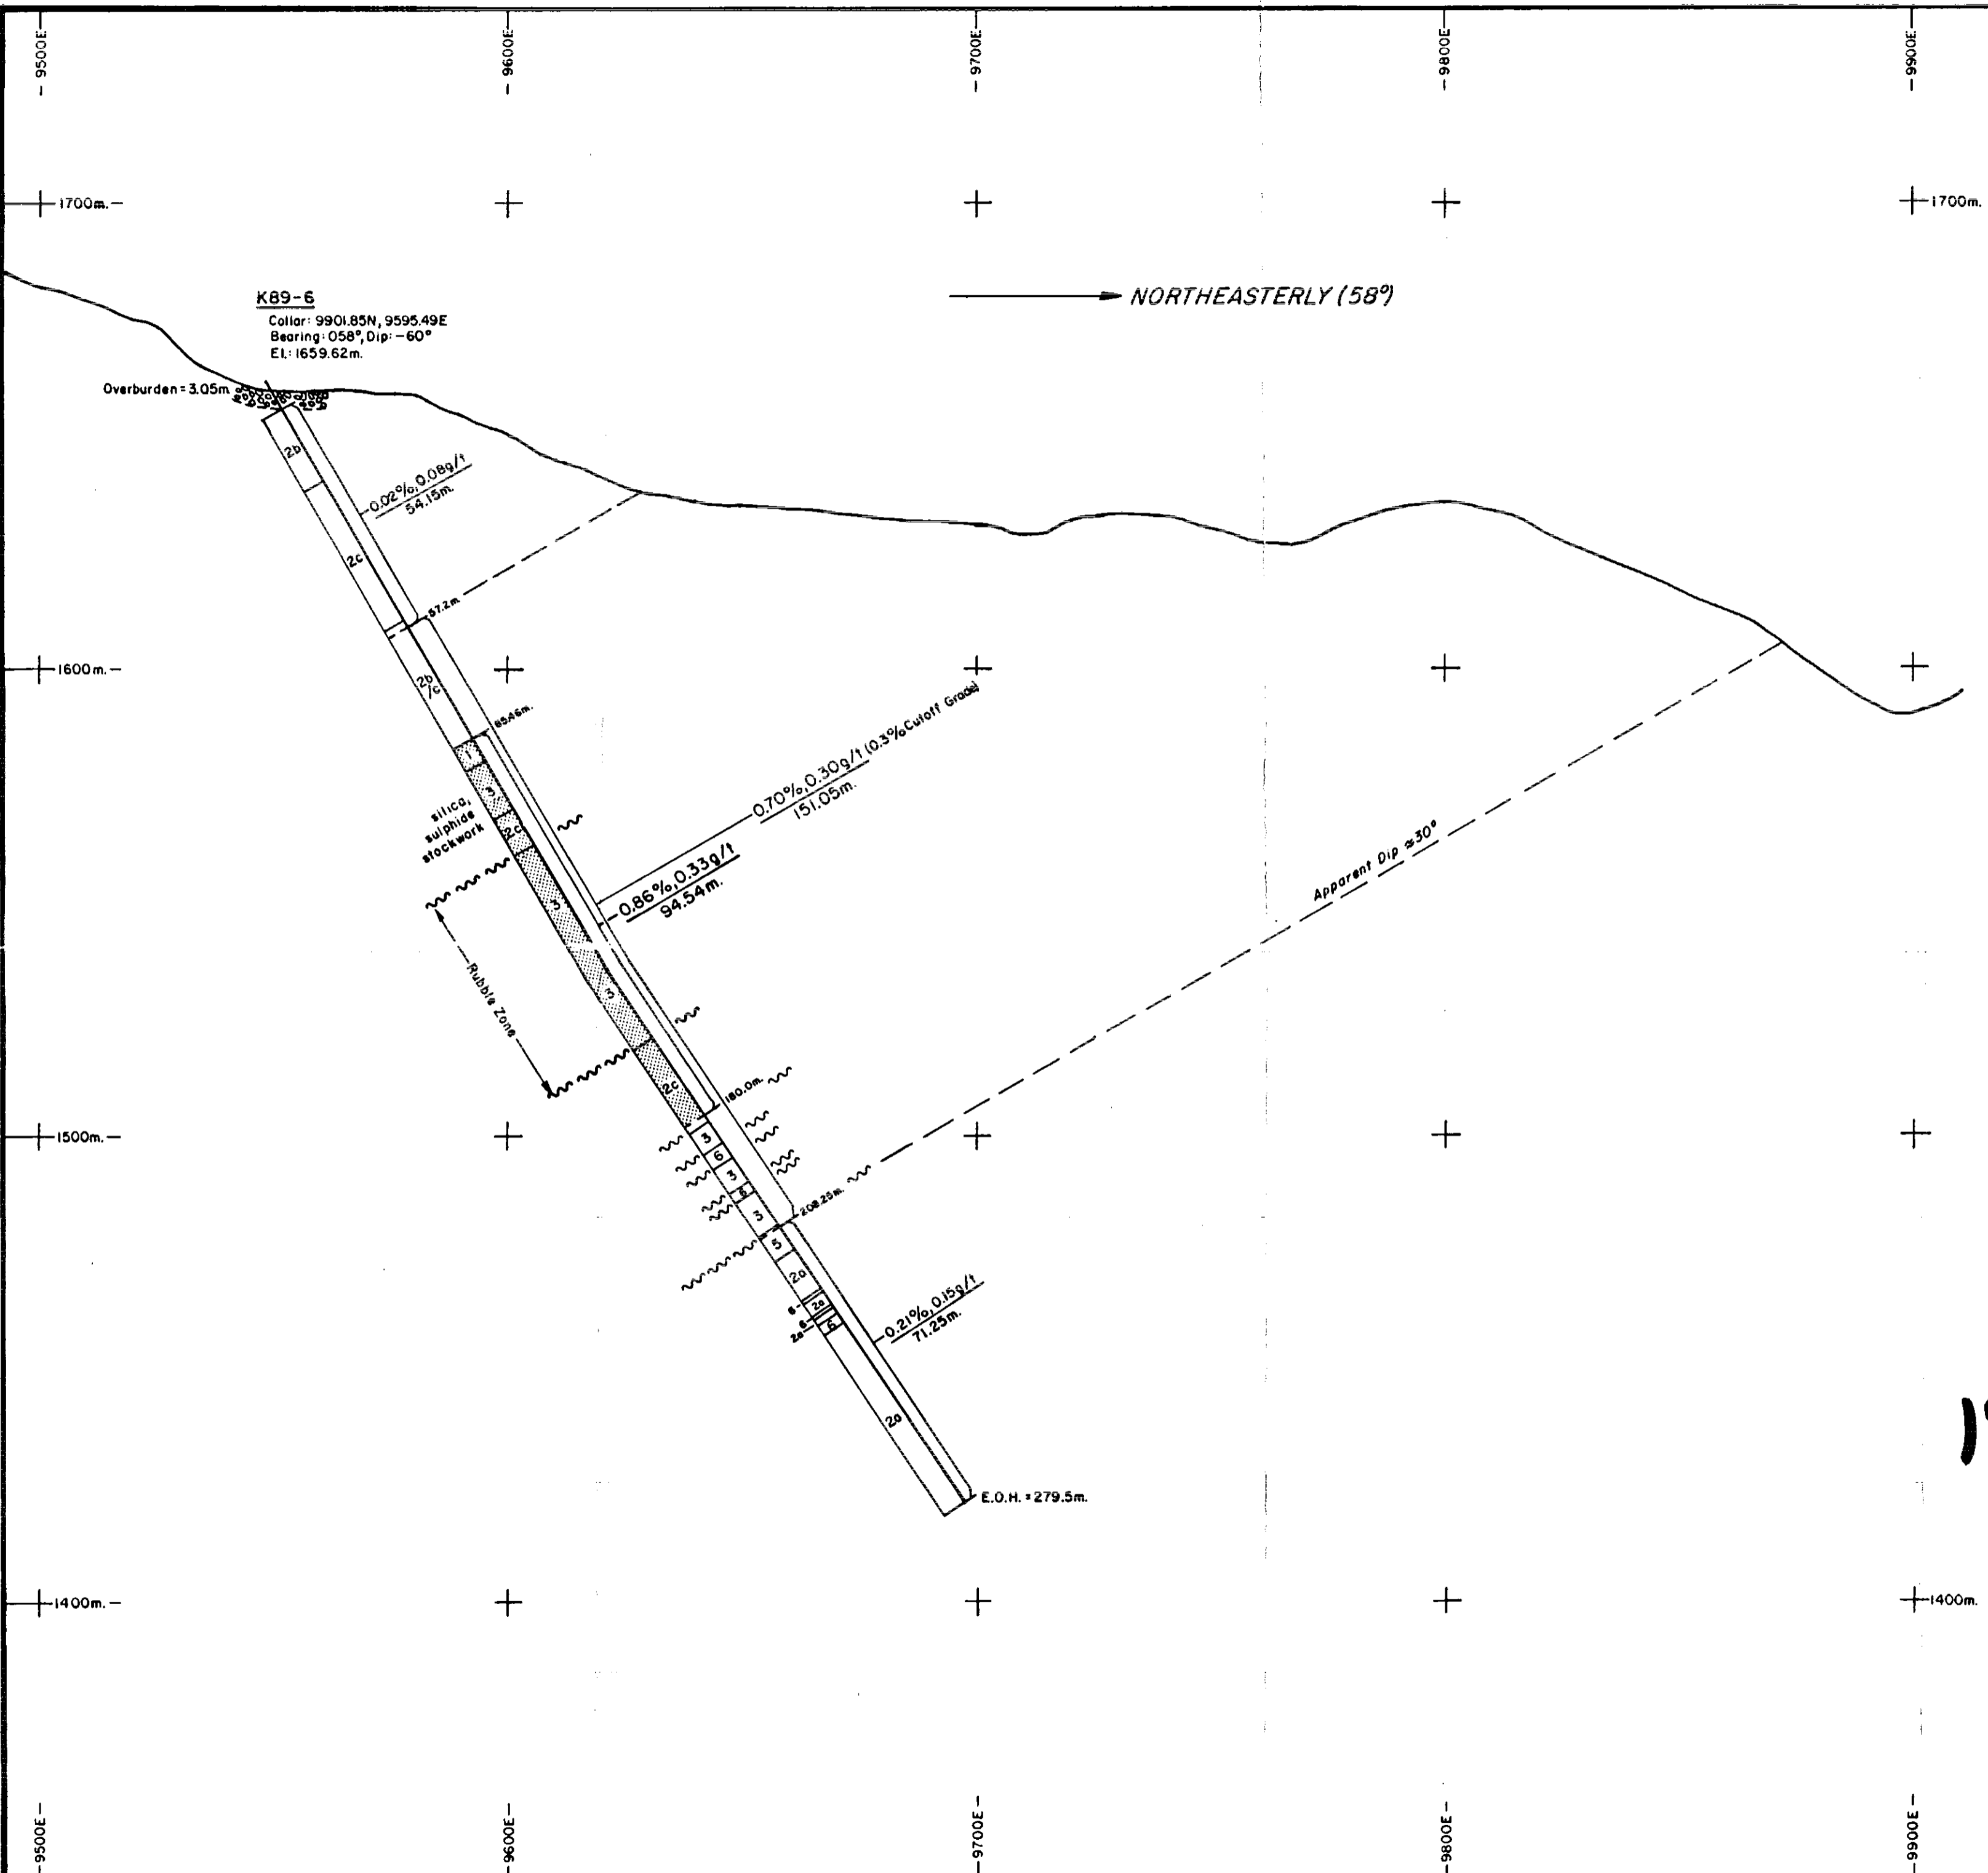 9500E
9600E
9700E
9800E
9900E
1700m.
1700m.
NORTHEASTERLY (58°)
K89-6
Collar: 9901.85N, 9595.49E
Bearing: 058°, Dip: -60°
El.: 1659.62m.
Overburden = 3.05m.
2b
0.02%, 0.08g/t
54.15m.
2c
57.2m.
1600m.
2b
/c
85.46m.
0.70%, 0.30g/t (0.3% Cutoff Grade)
151.05m.
1
3
silica,
sulphide
stockwork
2c
0.86%, 0.33g/t
94.54m.
Apparent Dip ≈30°
3
Rubble Zone
3
2c
180.0m.
1500m.
3
6
3
6
3
208.25m.
5
2a
6
2a
6
2a
6
0.21%, 0.15g/t
71.25m.
2a
E.O.H. = 279.5m.
1400m.
1400m.
9500E
9600E
9700E
9800E
9900E